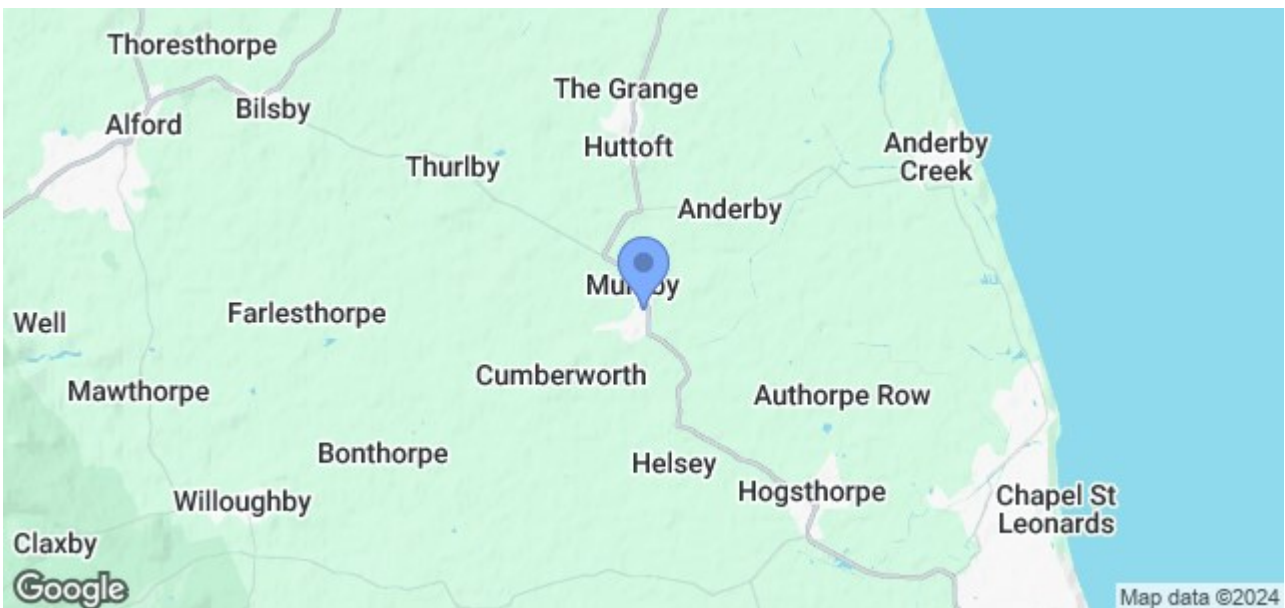 Thoresthorpe
The Grange
Bilsby
Alford
Huttoft
Anderby
Creek
Thurlby
Anderby
Farlesthorpe
Well
Cumberworth
Mawthorpe
Authorpe Row
Bonthorpe
Helsey
Hogsthorpe
Willoughby
Chapel St
Leonards
Claxby
Google
Map data ©2024